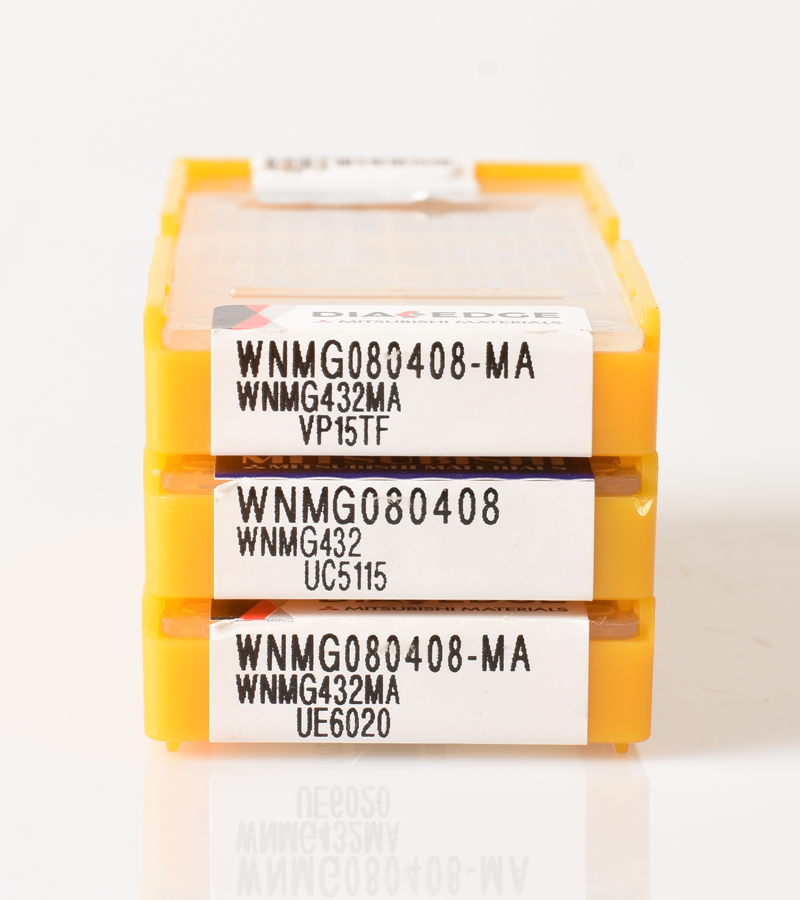 DIAEDGE
MITSUBISHI MATERIALS
WNMG080408-MA
WNMG432MA
VP15TF
MITSUBISHI
MITSUBISHI MATERIALS
WNMG080408
WNMG432
UC5115
DIAEDGE
MITSUBISHI MATERIALS
WNMG080408-MA
WNMG432MA
UE6020